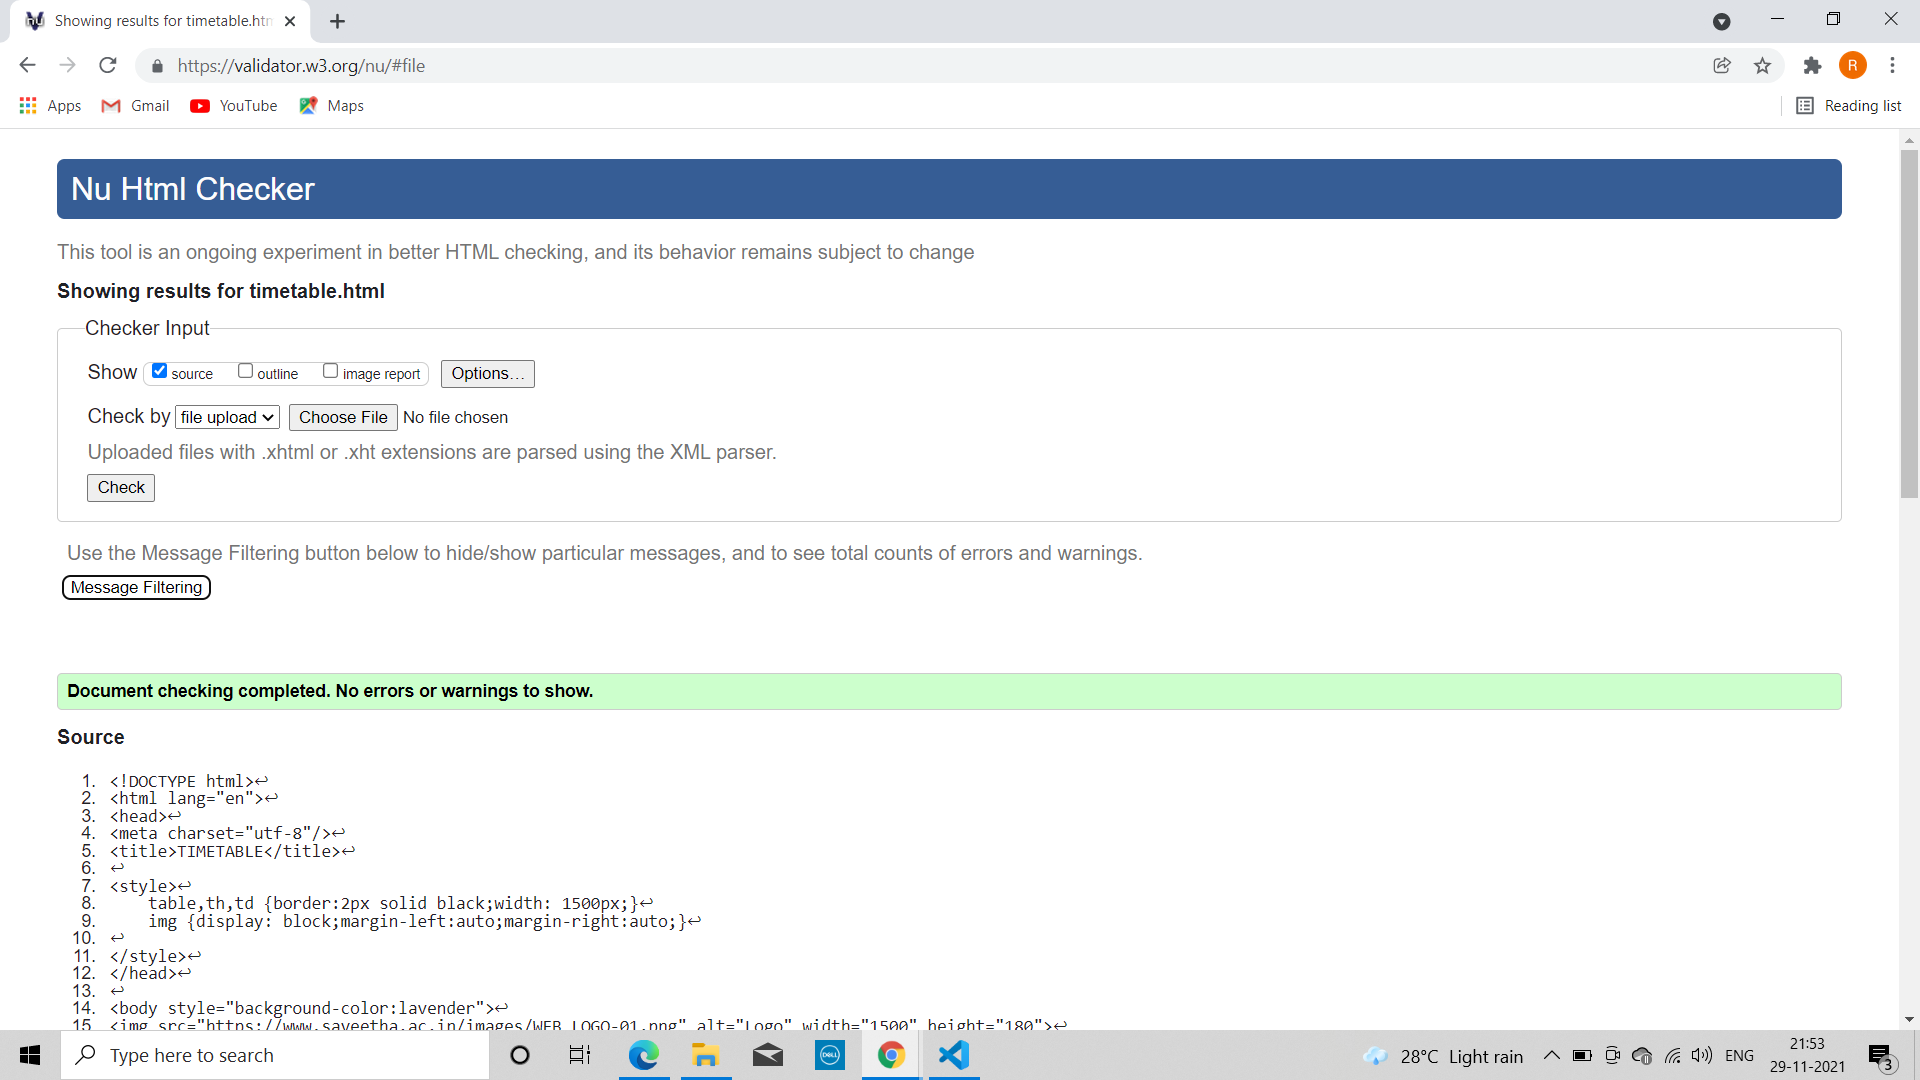 Showing results for timetable.htm
https://validator.w3.org/nu/#file
R
Apps Gmail YouTube Maps Reading list
Nu Html Checker
This tool is an ongoing experiment in better HTML checking, and its behavior remains subject to change
Showing results for timetable.html
Checker Input
Show source outline image report Options...
Check by file upload Choose File No file chosen
Uploaded files with .xhtml or .xht extensions are parsed using the XML parser.
Check
Use the Message Filtering button below to hide/show particular messages, and to see total counts of errors and warnings.
Message Filtering
Document checking completed. No errors or warnings to show.
Source
1. <!DOCTYPE html>↩
2. <html lang="en">↩
3. <head>↩
4. <meta charset="utf-8"/>↩
5. <title>TIMETABLE</title>↩
6. ↩
7. <style>↩
8. table,th,td {border:2px solid black;width: 1500px;}↩
9. img {display: block;margin-left:auto;margin-right:auto;}↩
10. ↩
11. </style>↩
12. </head>↩
13. ↩
14. <body style="background-color:lavender">↩
15. <img src="https://www.saveetha.ac.in/images/WEB_LOGO-01.png" alt="Logo" width="1500" height="180">↩
Type here to search
DELL
28°C Light rain
ENG
21:53
29-11-2021
3